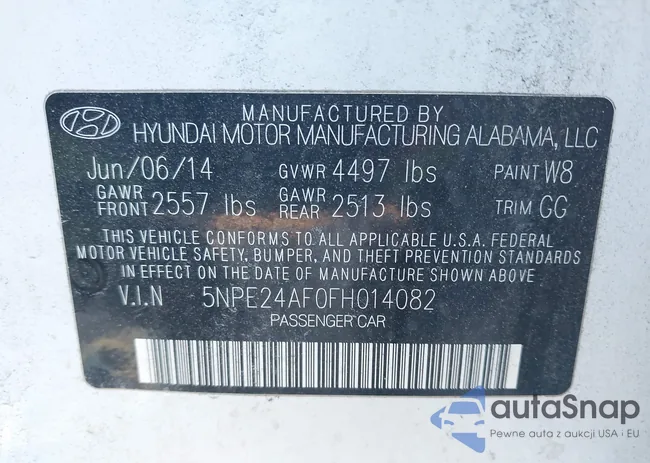 MANUFACTURED BY
HYUNDAI MOTOR MANUFACTURING ALABAMA, LLC
Jun/06/14 GVWR 4497 lbs PAINT W8
GAWR FRONT 2557 lbs GAWR REAR 2513 lbs TRIM GG
THIS VEHICLE CONFORMS TO ALL APPLICABLE U.S.A. FEDERAL
MOTOR VEHICLE SAFETY, BUMPER, AND THEFT PREVENTION STANDARDS
IN EFFECT ON THE DATE OF MANUFACTURE SHOWN ABOVE.
V.I.N 5NPE24AF0FH014082
PASSENGER CAR
autaSnap
Pewne auta z aukcji USA i EU